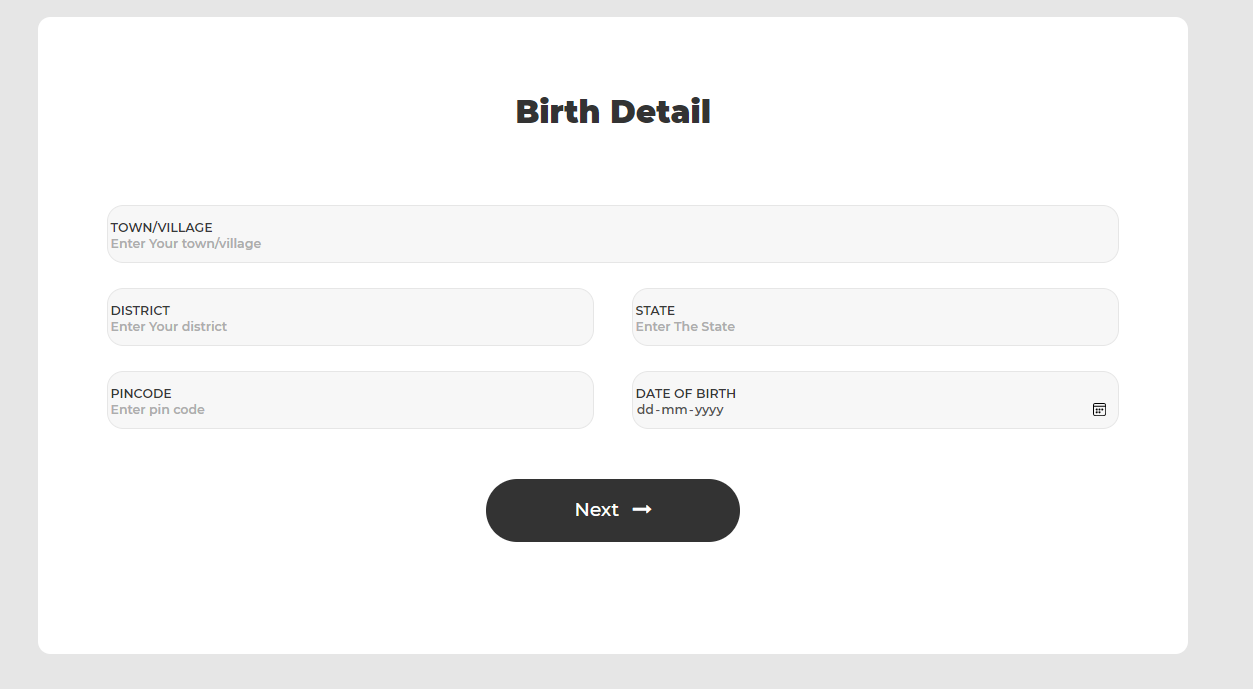 Birth Detail
TOWN/VILLAGE
Enter Your town/village
DISTRICT
Enter Your district
STATE
Enter The State
PINCODE
Enter pin code
DATE OF BIRTH
dd-mm-yyyy
Next